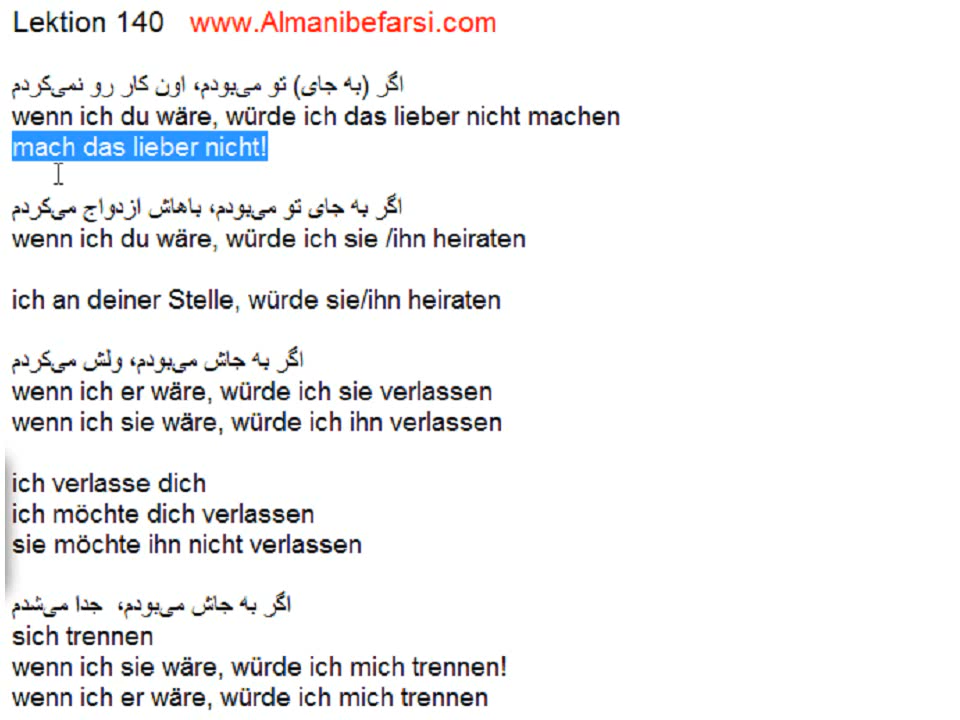 Lektion 140 www.Almanibefarsi.com
اگر (به جای) تو می‌بودم، اون کار رو نمی‌کردم
wenn ich du wäre, würde ich das lieber nicht machen
mach das lieber nicht!
اگر به جای تو می‌بودم، باهاش ازدواج می‌کردم
wenn ich du wäre, würde ich sie /ihn heiraten
ich an deiner Stelle, würde sie/ihn heiraten
اگر به جاش می‌بودم، ولش می‌کردم
wenn ich er wäre, würde ich sie verlassen
wenn ich sie wäre, würde ich ihn verlassen
ich verlasse dich
ich möchte dich verlassen
sie möchte ihn nicht verlassen
اگر به جاش می‌بودم، جدا می‌شدم
sich trennen
wenn ich sie wäre, würde ich mich trennen!
wenn ich er wäre, würde ich mich trennen